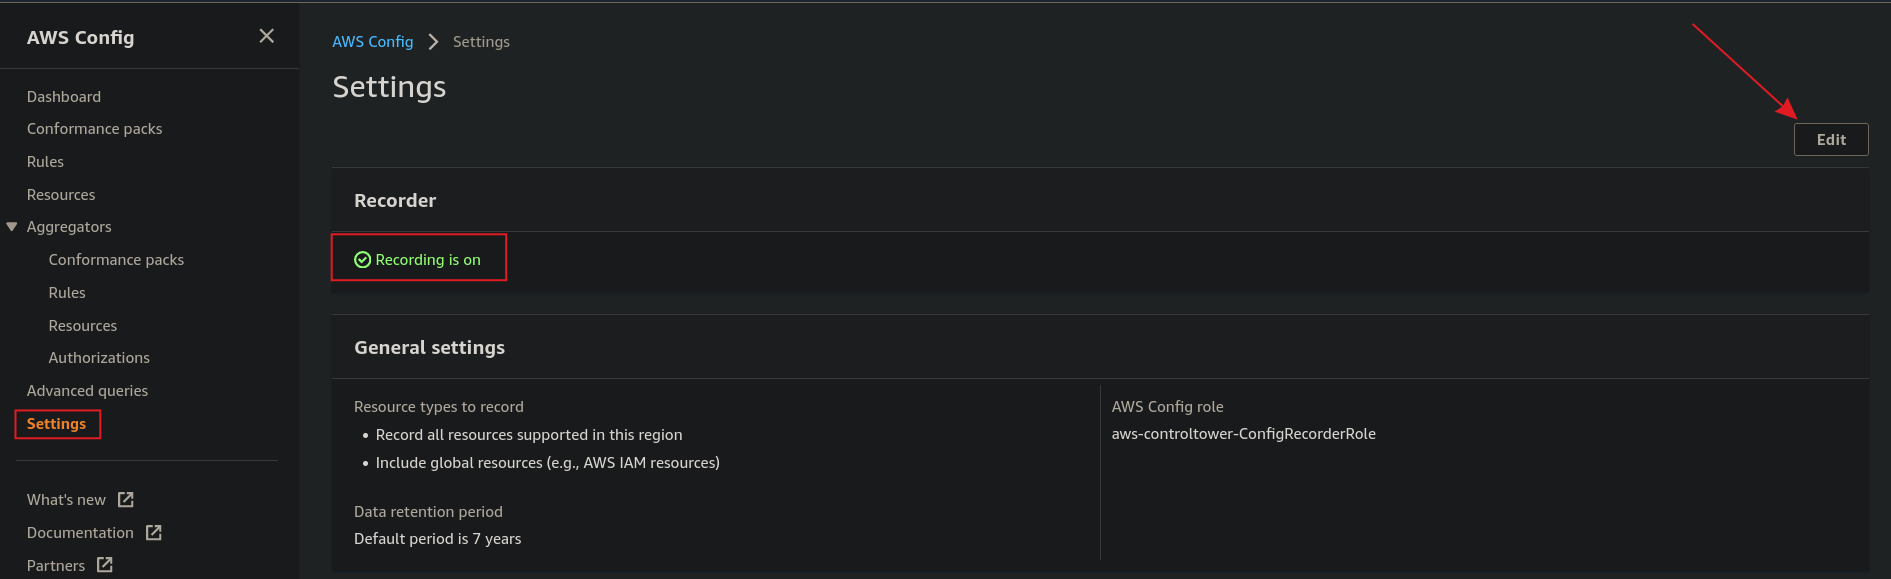 AWS Config
Dashboard
Conformance packs
Rules
Resources
Aggregators
Conformance packs
Rules
Resources
Authorizations
Advanced queries
Settings
What's new
Documentation
Partners
AWS Config > Settings
Settings
Edit
Recorder
Recording is on
General settings
Resource types to record
• Record all resources supported in this region
• Include global resources (e.g., AWS IAM resources)
Data retention period
Default period is 7 years
AWS Config role
aws-controltower-ConfigRecorderRole